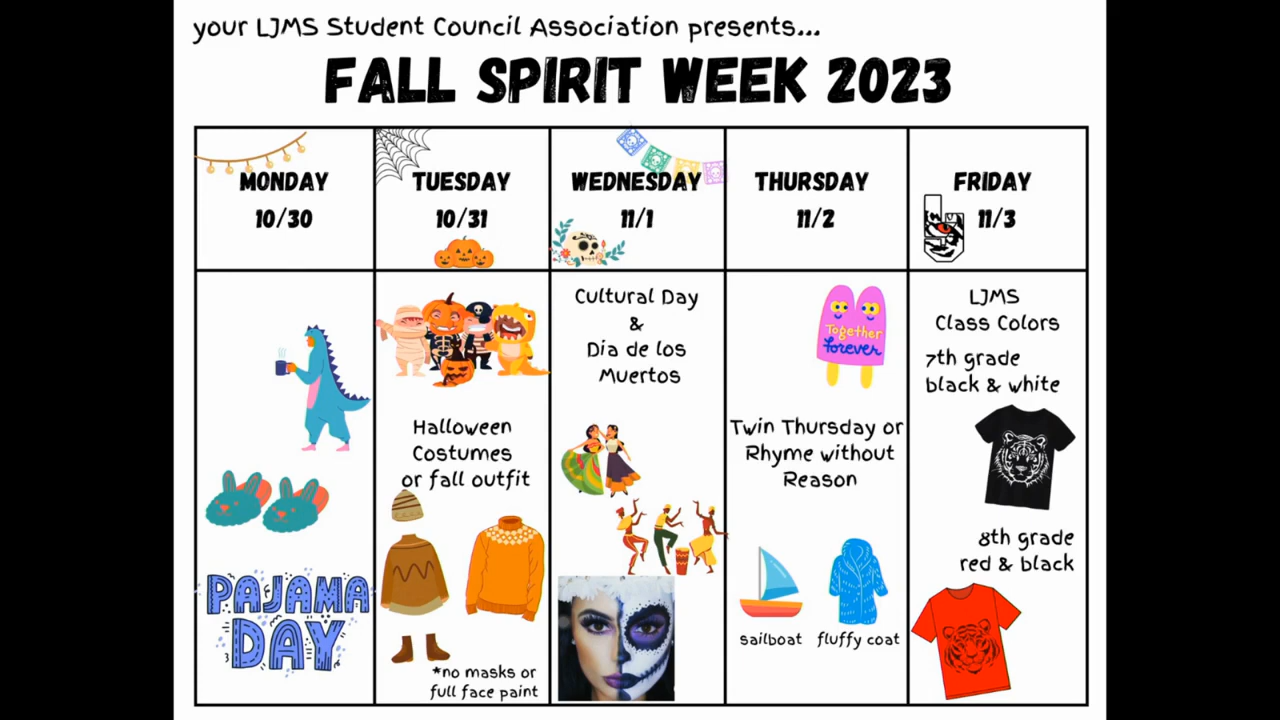 your LJMS Student Council Association presents...
FALL SPIRIT WEEK 2023
MONDAY
10/30
TUESDAY
10/31
WEDNESDAY
11/1
THURSDAY
11/2
FRIDAY
11/3
PAJAMA
DAY
Halloween
Costumes
or fall outfit
*no masks or
full face paint
Cultural Day
&
Dia de los
Muertos
Together
forever
Twin Thursday or
Rhyme without
Reason
sailboat fluffy coat
LJMS
Class Colors
7th grade
black & white
8th grade
red & black